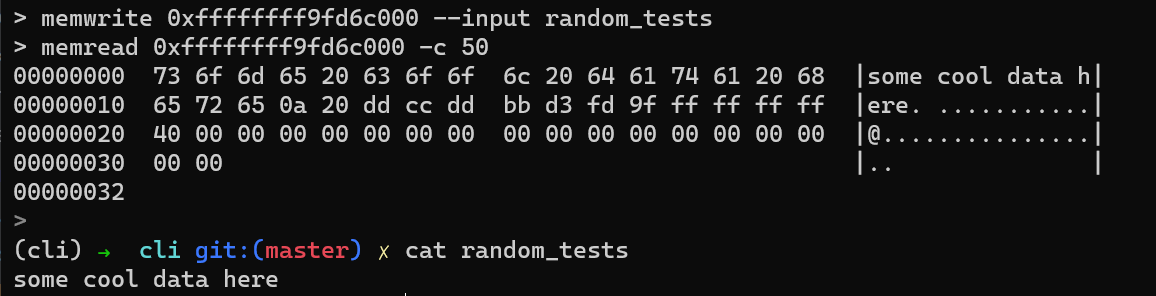 > memwrite 0xffffffff9fd6c000 --input random_tests
> memread 0xffffffff9fd6c000 -c 50
00000000  73 6f 6d 65 20 63 6f 6f  6c 20 64 61 74 61 20 68  |some cool data h|
00000010  65 72 65 0a 20 dd cc dd  bb d3 fd 9f ff ff ff ff  |ere. ...........|
00000020  40 00 00 00 00 00 00 00  00 00 00 00 00 00 00 00  |@...............|
00000030  00 00                                             |..              |
00000032
>
(cli) → cli git:(master) ✗ cat random_tests
some cool data here